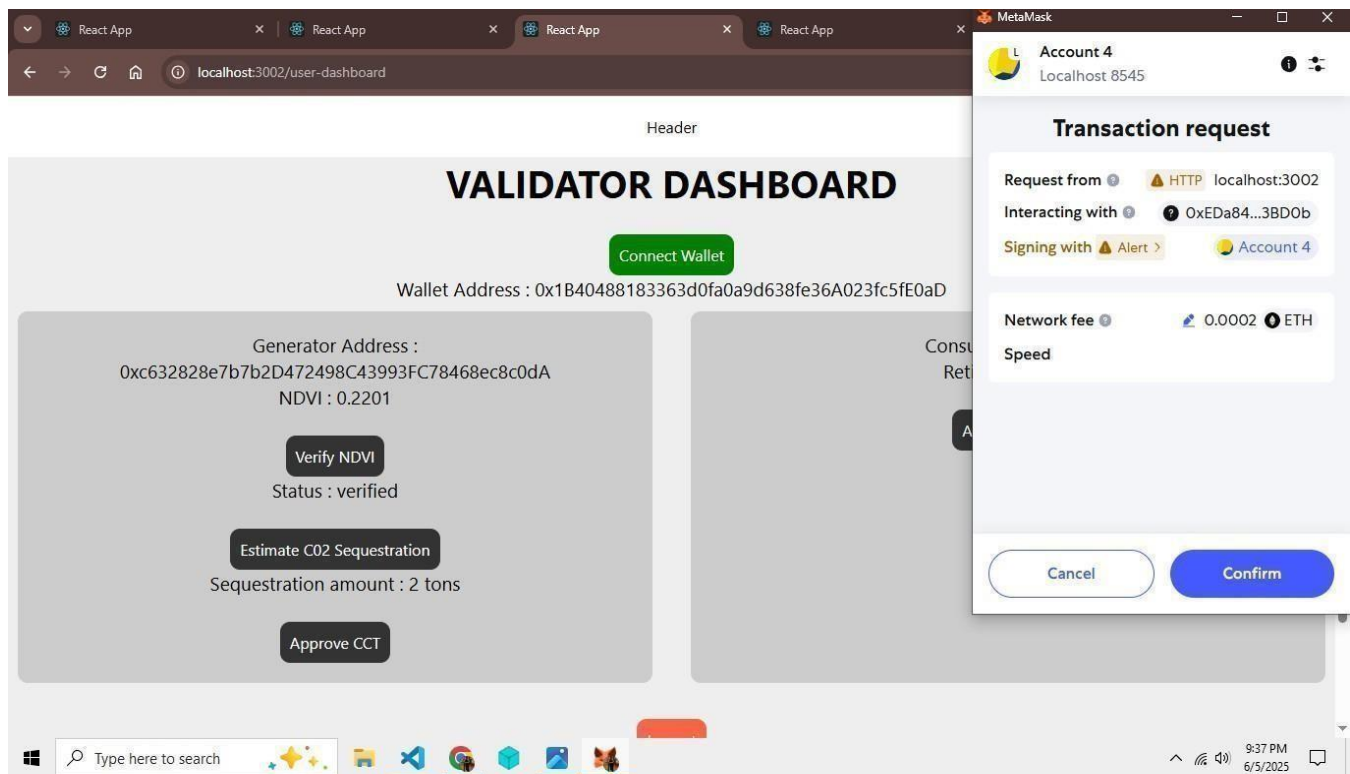 React App
React App
React App
React App
localhost:3002/user-dashboard
Header
VALIDATOR DASHBOARD
Connect Wallet
Wallet Address : 0x1B40488183363d0fa0a9d638fe36A023fc5fE0aD
Generator Address :
0xc632828e7b7b2D472498C43993FC78468ec8c0dA
NDVI : 0.2201
Verify NDVI
Status : verified
Estimate C02 Sequestration
Sequestration amount : 2 tons
Approve CCT
Consu
Reti
A
MetaMask
L
Account 4
Localhost 8545
Transaction request
Request from HTTP localhost:3002
Interacting with 0xEDa84...3BD0b
Signing with Alert > Account 4
Network fee 0.0002 ETH
Speed
Cancel Confirm
Type here to search
9:37 PM
6/5/2025